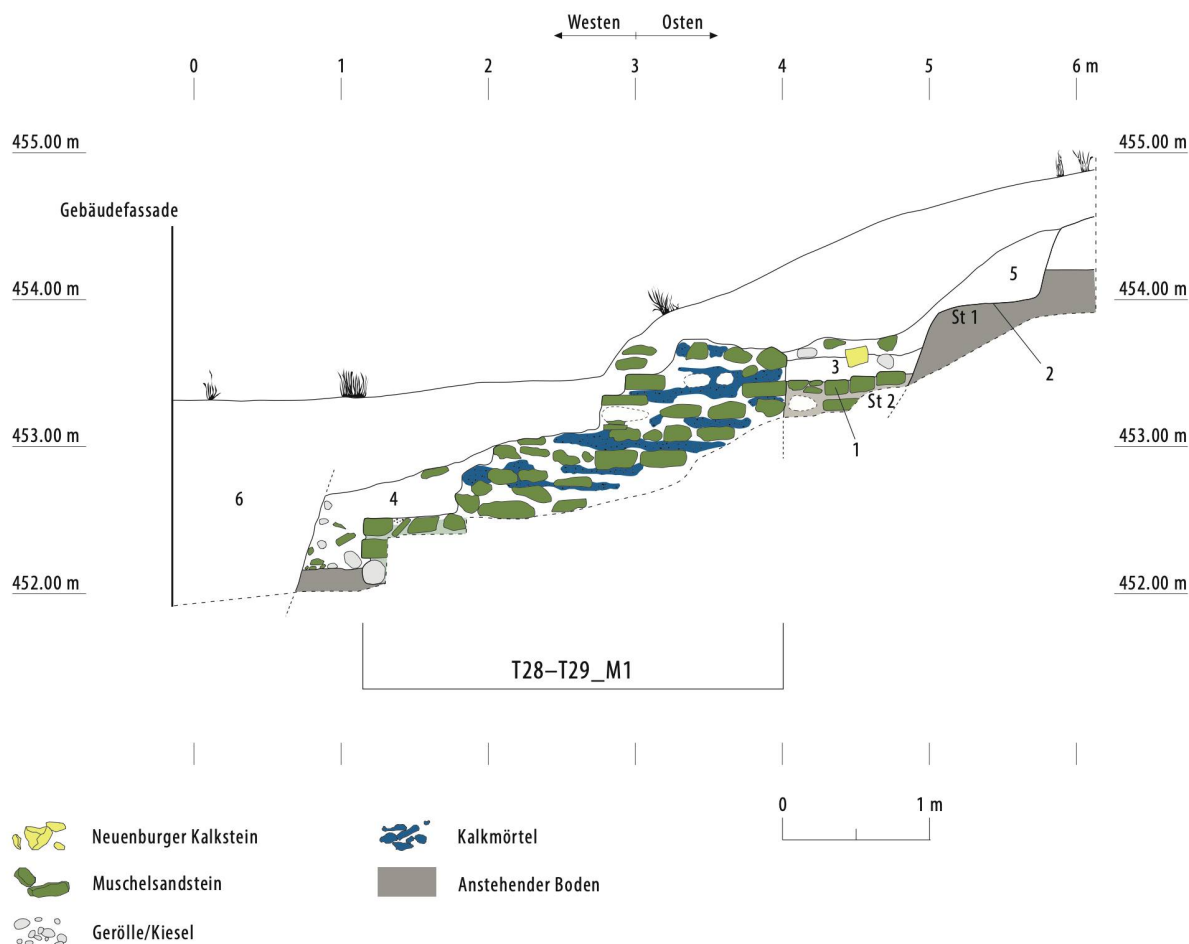 Westen Osten
0 1 2 3 4 5 6 m
455.00 m 455.00 m
Gebäudefassade
454.00 m 454.00 m
5
St 1
3
2
St 2
453.00 m 453.00 m
1
6 4
452.00 m 452.00 m
T28–T29_M1
0 1 m
Neuenburger Kalkstein
Kalkmörtel
Muschelsandstein
Anstehender Boden
Gerölle/Kiesel